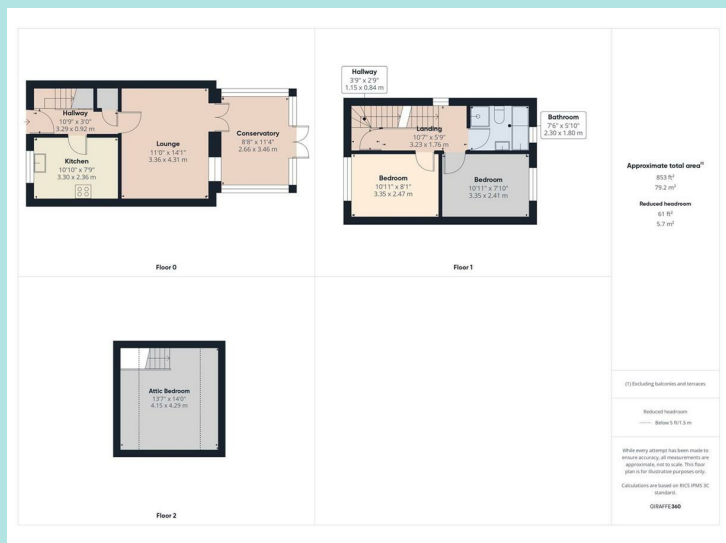 Hallway
10'9" x 3'0"
3.29 x 0.92 m
Kitchen
10'10" x 7'9"
3.30 x 2.36 m
Lounge
11'0" x 14'1"
3.36 x 4.31 m
Conservatory
8'8" x 11'4"
2.66 x 3.46 m
Floor 0
Hallway
3'9" x 2'9"
1.15 x 0.84 m
Landing
10'7" x 5'9"
3.23 x 1.76 m
Bathroom
7'6" x 5'10"
2.30 x 1.80 m
Bedroom
10'11" x 8'1"
3.35 x 2.47 m
Bedroom
10'11" x 7'10"
3.35 x 2.41 m
Floor 1
Attic Bedroom
13'7" x 14'0"
4.15 x 4.29 m
Floor 2
Approximate total area⁽¹⁾
853 ft²
79.2 m²
Reduced headroom
61 ft²
5.7 m²
(1) Excluding balconies and terraces
Reduced headroom
Below 5 ft/1.5 m
While every attempt has been made to
ensure accuracy, all measurements are
approximate, not to scale. This floor
plan is for illustrative purposes only.
Calculations are based on RICS IPMS 3C
standard.
GIRAFFE360